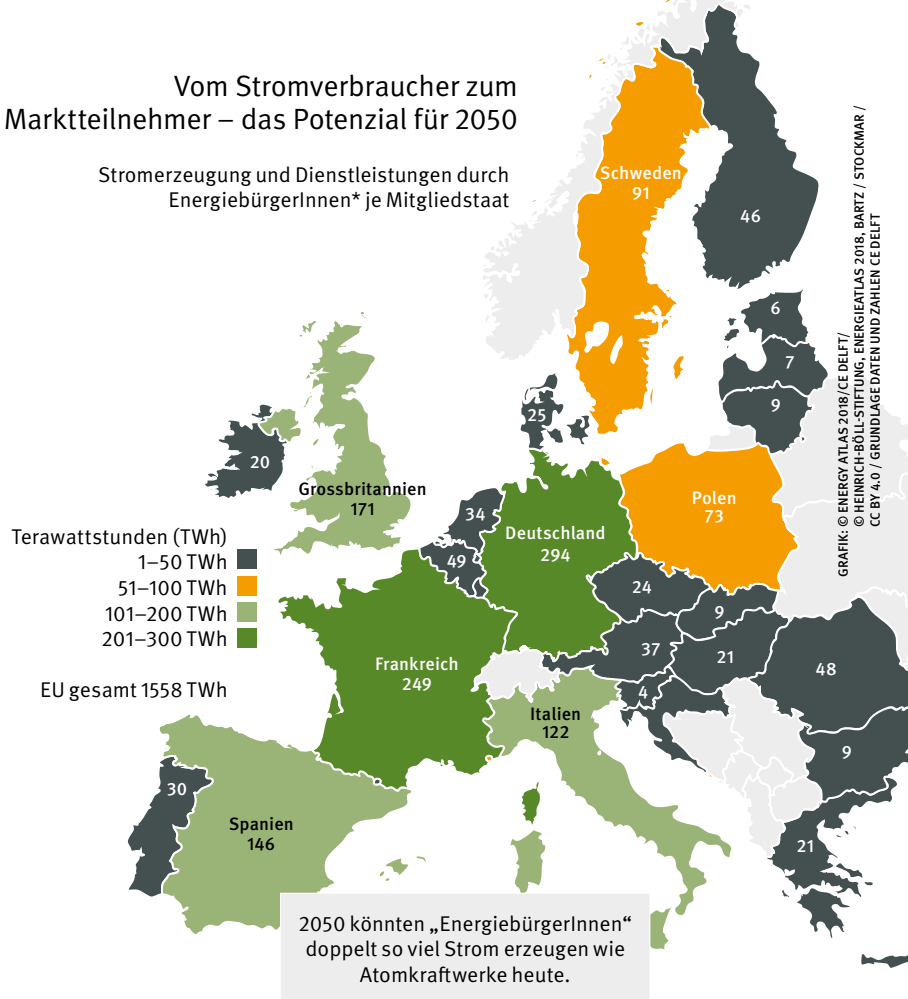 Vom Stromverbraucher zum
Marktteilnehmer – das Potenzial für 2050
Stromerzeugung und Dienstleistungen durch
EnergiebürgerInnen* je Mitgliedstaat
Schweden
91
46
6
7
9
25
20
Grossbritannien
171
34
49
Deutschland
294
Polen
73
24
9
37
21
48
4
9
21
Frankreich
249
Italien
122
30
Spanien
146
Terawattstunden (TWh)
1–50 TWh
51–100 TWh
101–200 TWh
201–300 TWh
EU gesamt 1558 TWh
2050 könnten „EnergiebürgerInnen“
doppelt so viel Strom erzeugen wie
Atomkraftwerke heute.
GRAFIK: © ENERGY ATLAS 2018/CE DELFT/
© HEINRICH-BÖLL-STIFTUNG, ENERGIEATLAS 2018, BARTZ / STOCKMAR /
CC BY 4.0 / GRUNDLAGE DATEN UND ZAHLEN CE DELFT